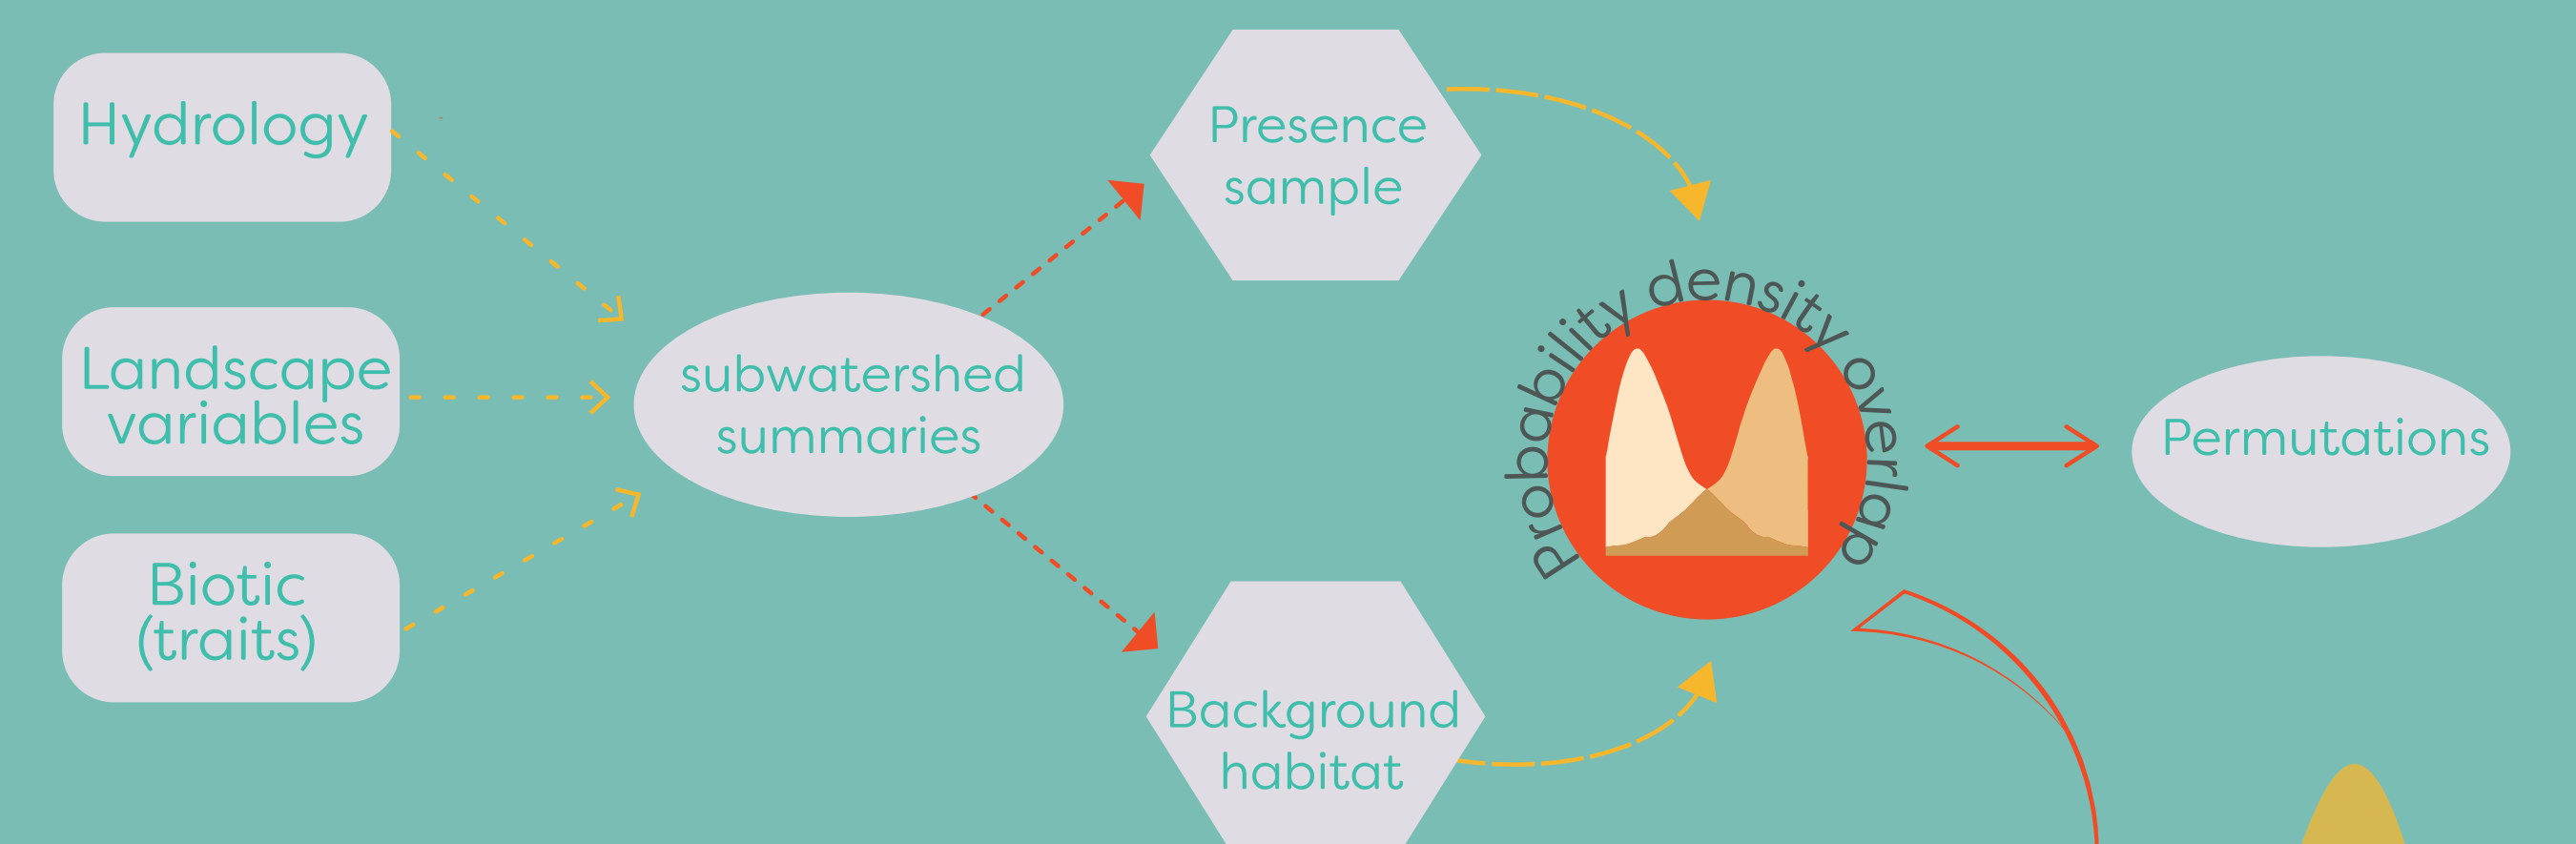 Hydrology
Landscape
variables
Biotic
(traits)
subwatershed
summaries
Presence
sample
Background
habitat
Probability density overlap
Permutations